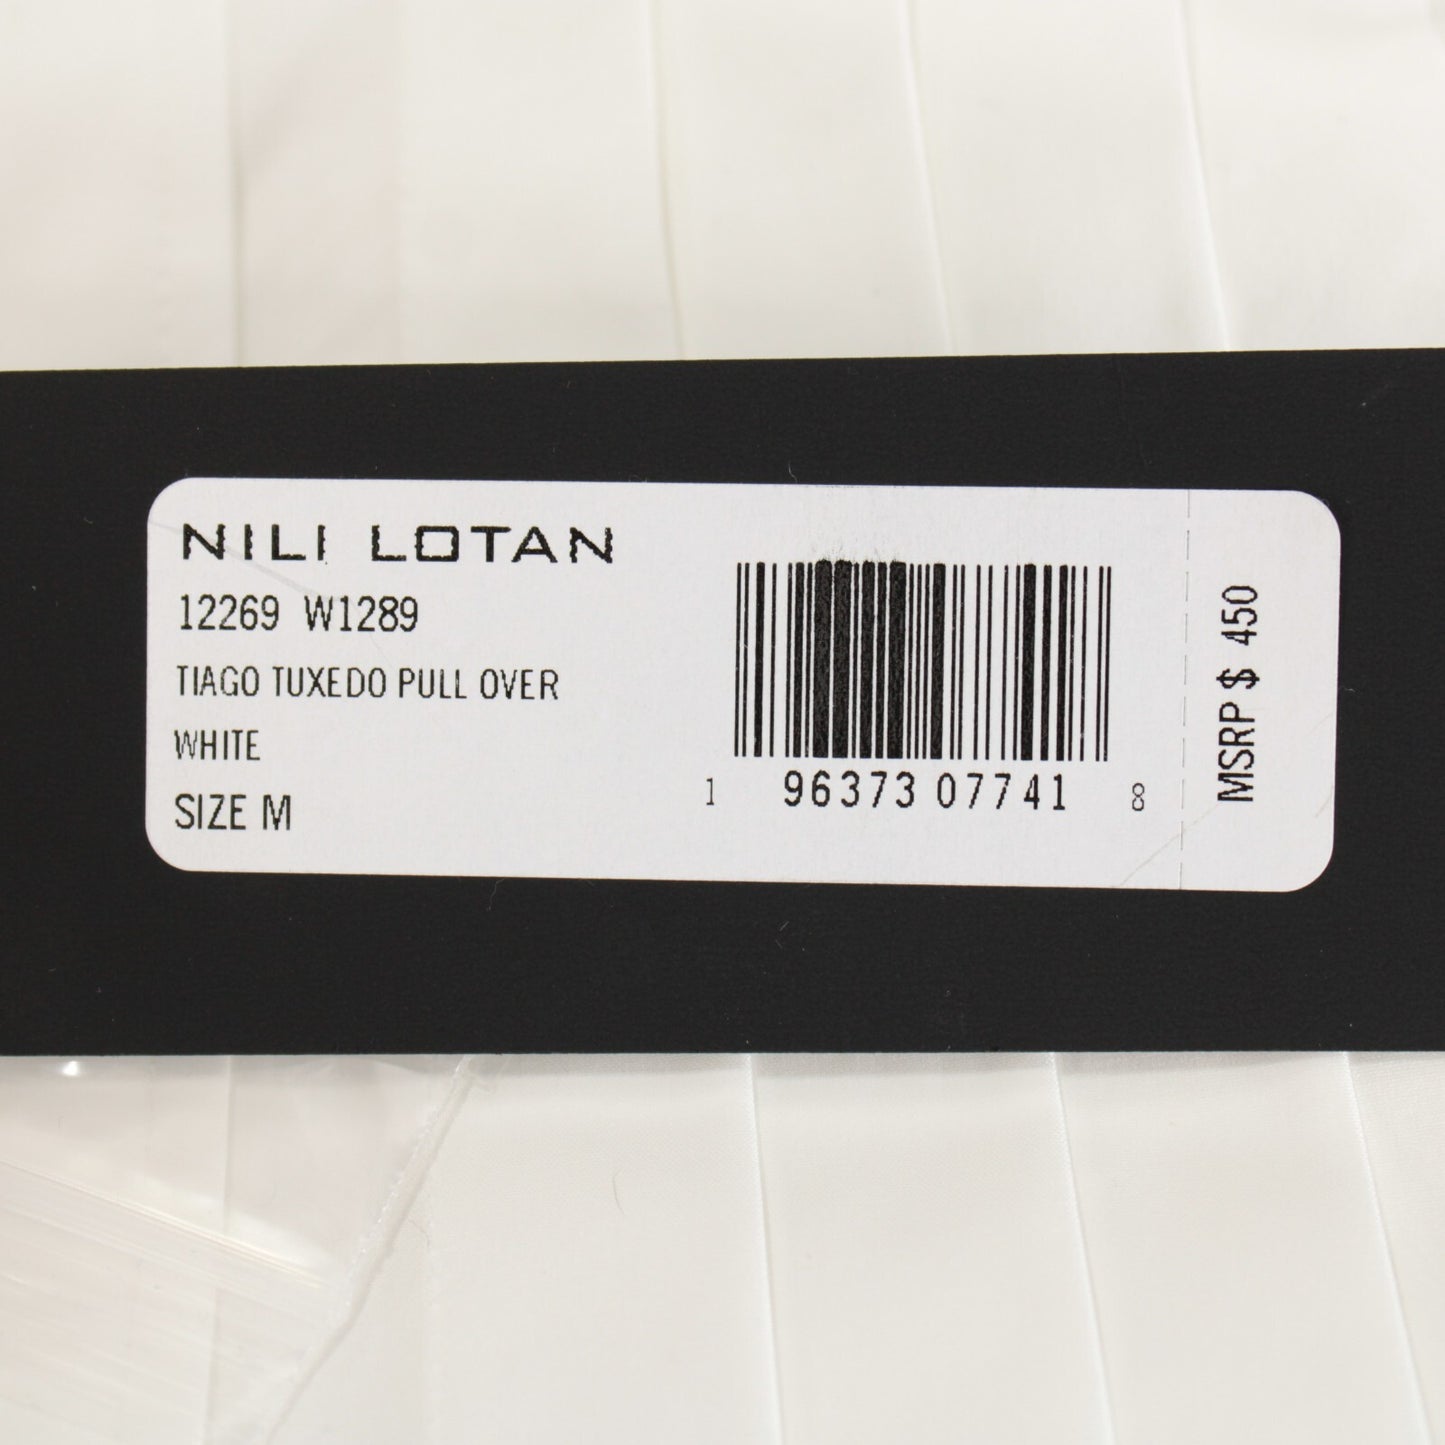 NILI LOTAN
12269 W1289
TIAGO TUXEDO PULL OVER
WHITE
SIZE M
1 96373 07741 8
MSRP $ 450